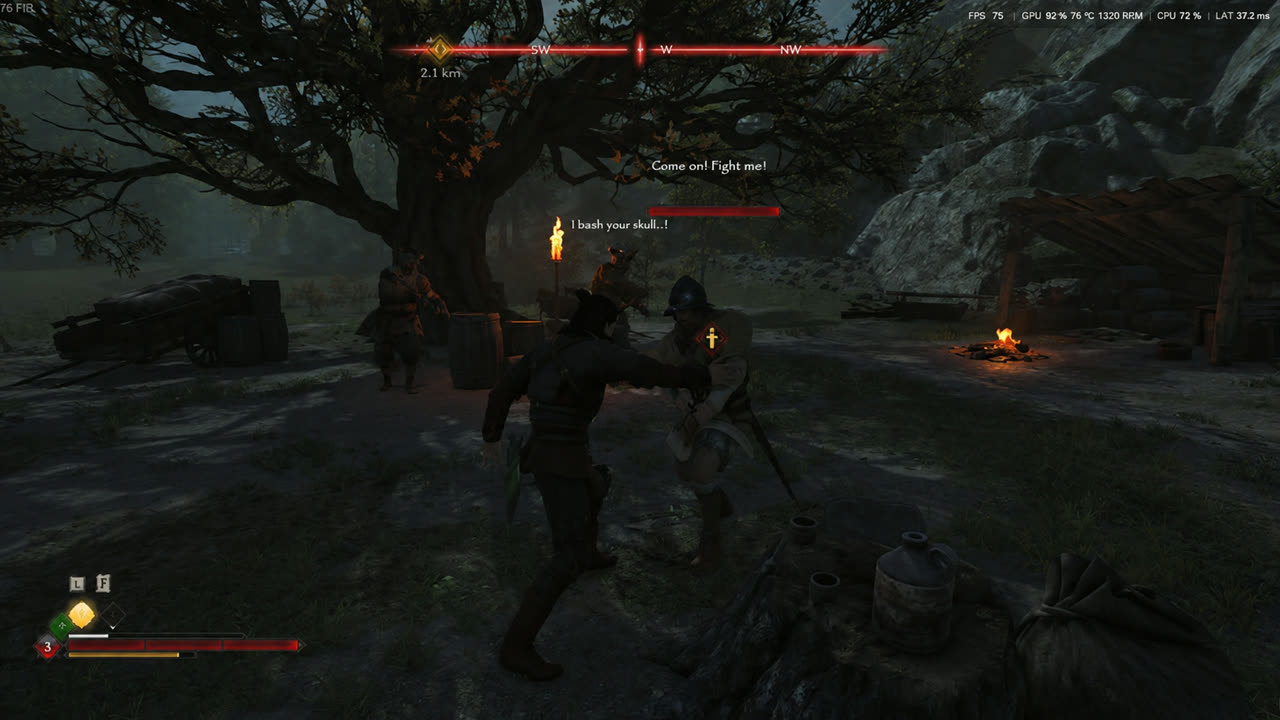 76 FIR
FPS 75 | GPU 92 % 76 ºC 1320 RRM | CPU 72 % | LAT 37.2 ms
SW W NW
2.1 km
Come on! Fight me!
I bash your skull..!
L F
3